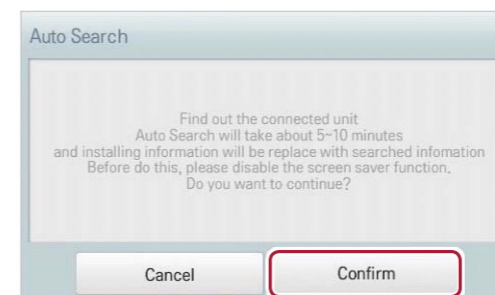 Auto Search
Find out the connected unit
Auto Search will take about 5~10 minutes
and installing information will be replace with searched infomation
Before do this, please disable the screen saver function.
Do you want to continue?
Cancel
Confirm